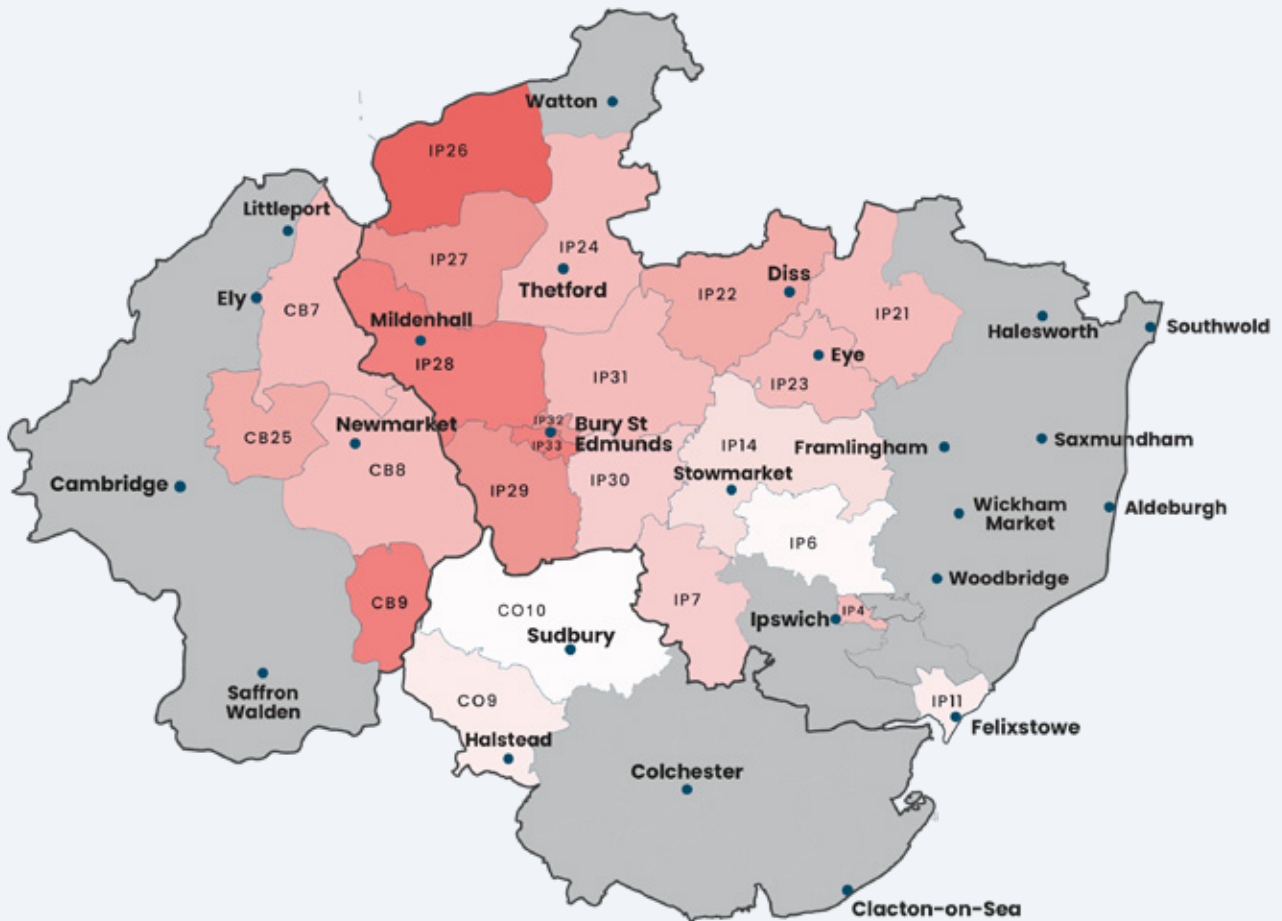 Watton
IP26
Littleport
IP24
IP27
Thetford
Diss
IP22
Ely
CB7
IP21
Halesworth
Southwold
Mildenhall
IP28
Eye
IP23
IP31
Newmarket
CB25
IP32
Bury St
Edmunds
IP33
IP14
Framlingham
Saxmundham
CB8
Stowmarket
IP30
Cambridge
IP29
Wickham
Market
Aldeburgh
IP6
Woodbridge
CB9
CO10
IP7
IP4
Ipswich
Sudbury
Saffron
Walden
CO9
IP11
Felixstowe
Halstead
Colchester
Clacton-on-Sea